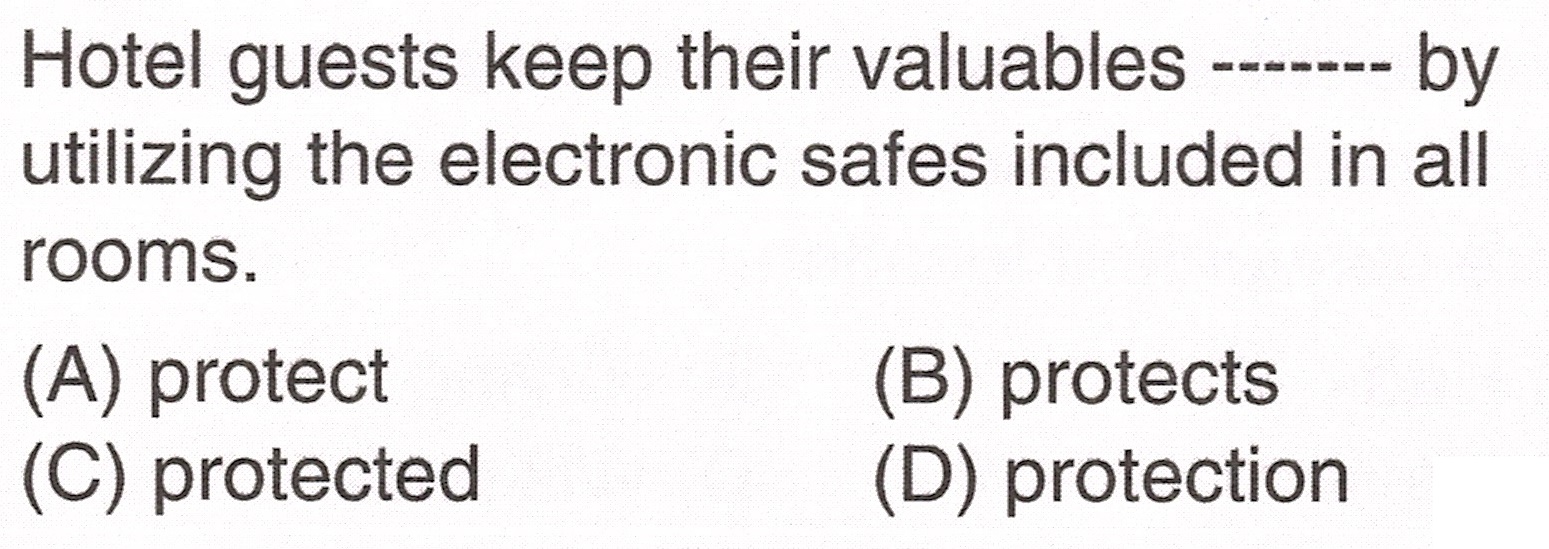 Hotel guests keep their valuables ------- by
utilizing the electronic safes included in all
rooms.
(A) protect (B) protects
(C) protected (D) protection